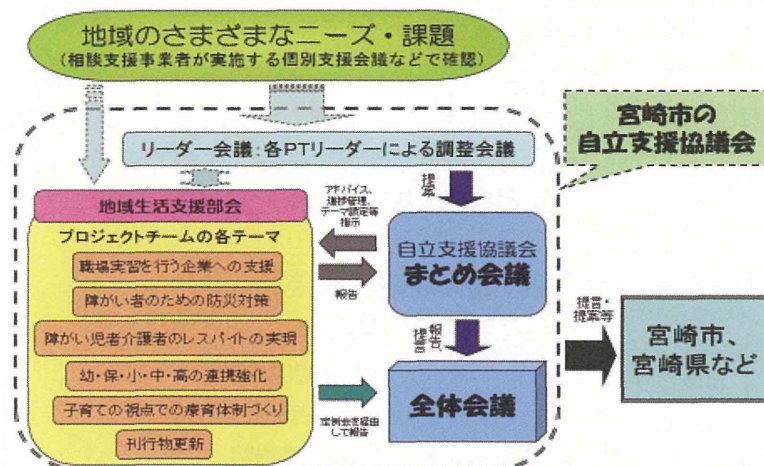 地域のさまざまなニーズ・課題
(相談支援事業者が実施する個別支援会議などで確認)
宮崎市の
自立支援協議会
リーダー会議:各PTリーダーによる調整会議
提案
地域生活支援部会
プロジェクトチームの各テーマ
職場実習を行う企業への支援
障がい者のための防災対策
障がい児者介護者のレスパイトの実現
幼・保・小・中・高の連携強化
子育ての視点での療育体制づくり
刊行物更新
アドバイス、
進捗管理、
テーマ設定等
指示
報告
自立支援協議会
まとめ会議
報告、
提言
定例会を経由
して報告
全体会議
提言・
提案等
宮崎市、
宮崎県など